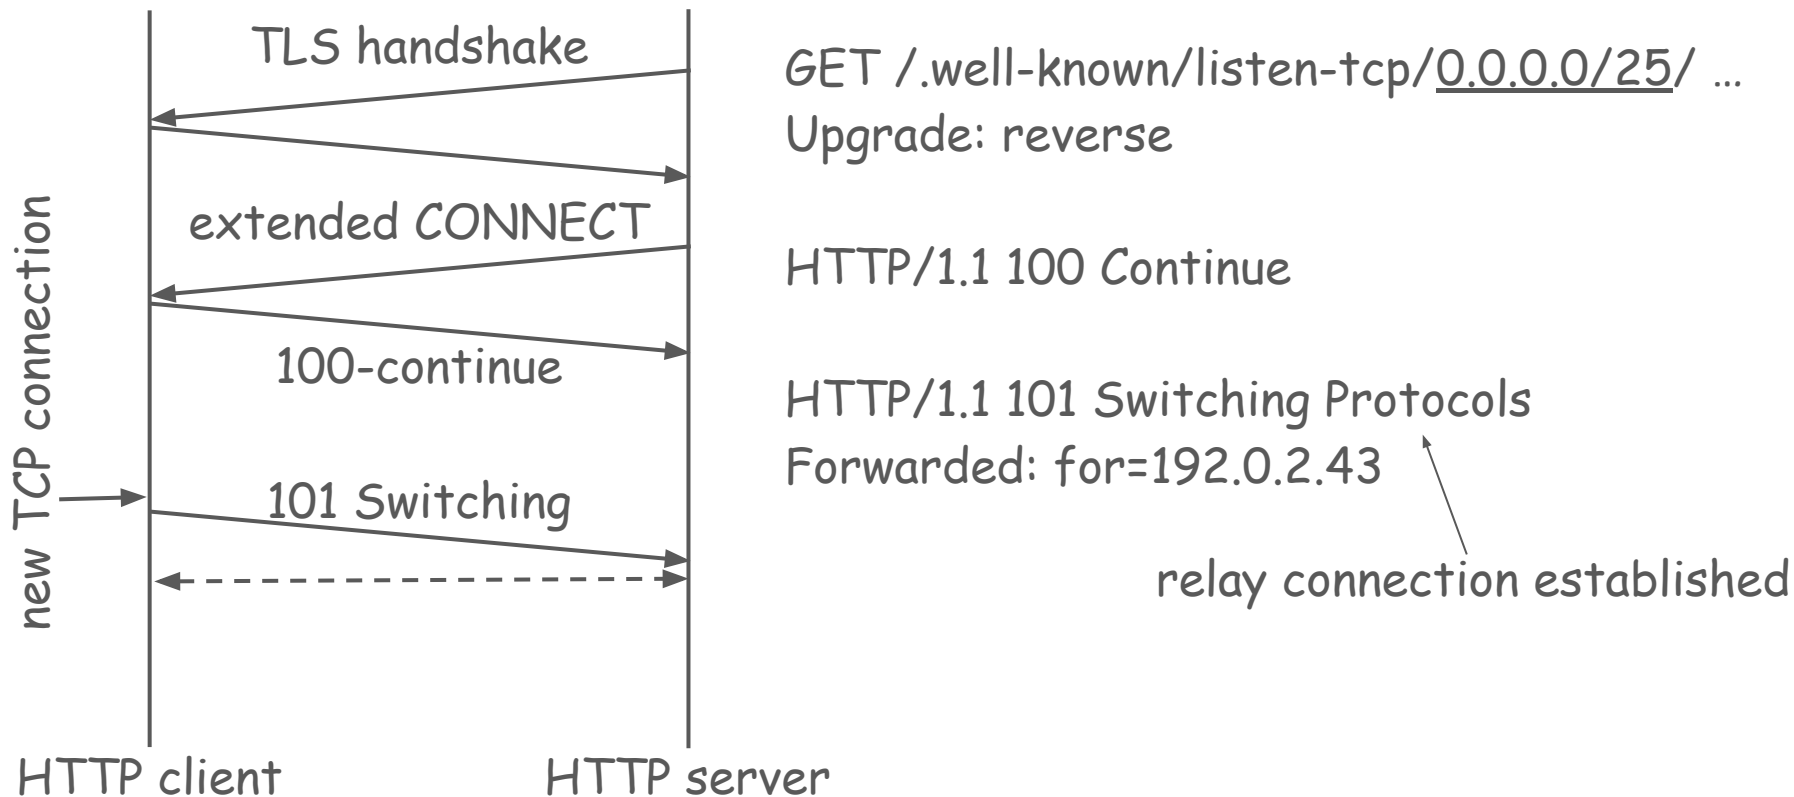 TLS handshake
extended CONNECT
100-continue
new TCP connection
101 Switching
HTTP client
HTTP server
GET /.well-known/listen-tcp/0.0.0.0/25/ ...
Upgrade: reverse
HTTP/1.1 100 Continue
HTTP/1.1 101 Switching Protocols
Forwarded: for=192.0.2.43
relay connection established